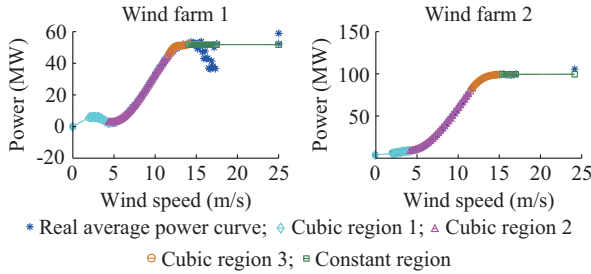 Wind farm 1
Wind farm 2
Power (MW)
60
40
20
0
-20
0
5
10
15
20
25
Wind speed (m/s)
Power (MW)
150
100
50
0
5
10
15
20
25
Wind speed (m/s)
Real average power curve; Cubic region 1; Cubic region 2
Cubic region 3; Constant region